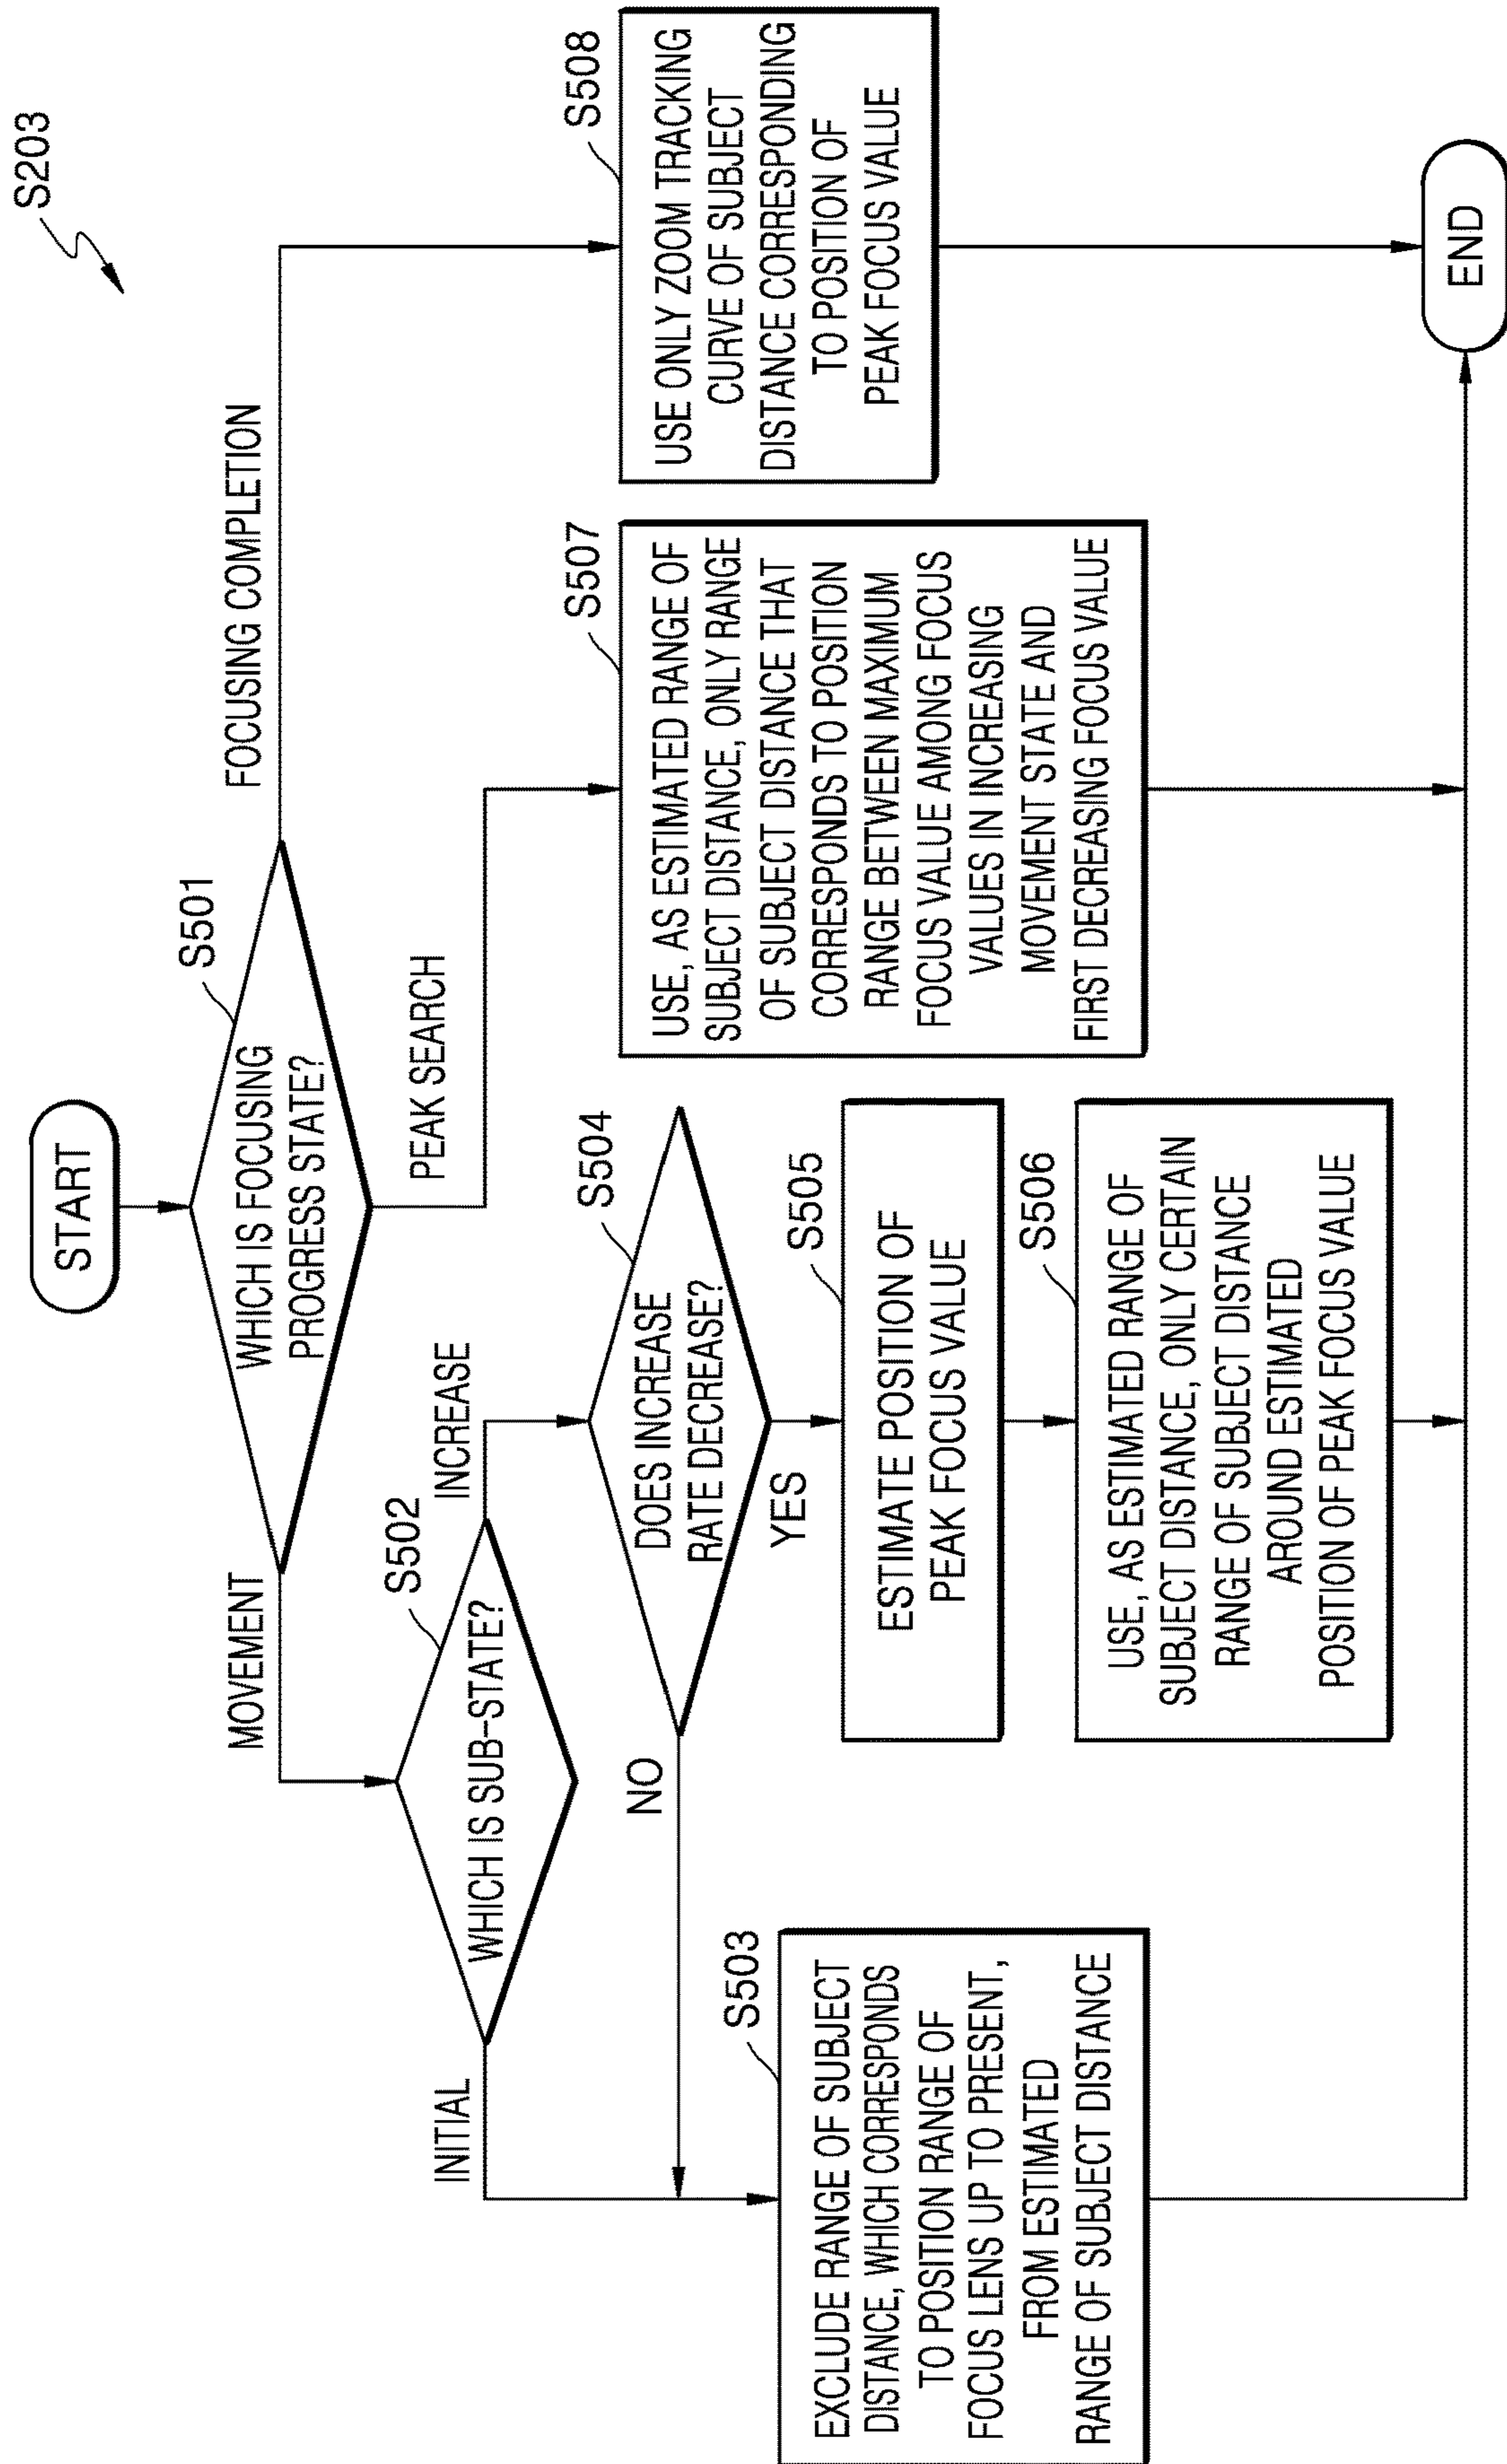 S203
START
S501
WHICH IS FOCUSING
PROGRESS STATE?
MOVEMENT
PEAK SEARCH
FOCUSING COMPLETION
S502
WHICH IS SUB-STATE?
INITIAL
INCREASE
S503
EXCLUDE RANGE OF SUBJECT
DISTANCE, WHICH CORRESPONDS
TO POSITION RANGE OF
FOCUS LENS UP TO PRESENT,
FROM ESTIMATED
RANGE OF SUBJECT DISTANCE
S504
DOES INCREASE
RATE DECREASE?
NO
YES
S505
ESTIMATE POSITION OF
PEAK FOCUS VALUE
S506
USE, AS ESTIMATED RANGE OF
SUBJECT DISTANCE, ONLY CERTAIN
RANGE OF SUBJECT DISTANCE
AROUND ESTIMATED
POSITION OF PEAK FOCUS VALUE
S507
USE, AS ESTIMATED RANGE OF
SUBJECT DISTANCE, ONLY RANGE
OF SUBJECT DISTANCE THAT
CORRESPONDS TO POSITION
RANGE BETWEEN MAXIMUM
FOCUS VALUE AMONG FOCUS
VALUES IN INCREASING
MOVEMENT STATE AND
FIRST DECREASING FOCUS VALUE
S508
USE ONLY ZOOM TRACKING
CURVE OF SUBJECT
DISTANCE CORRESPONDING
TO POSITION OF
PEAK FOCUS VALUE
END